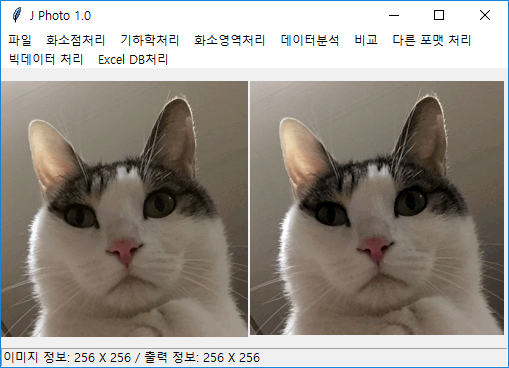 J Photo 1.0
파일 화소점처리 기하학처리 화소영역처리 데이터분석 비교 다른 포맷 처리
빅데이터 처리 Excel DB처리
이미지 정보: 256 X 256 / 출력 정보: 256 X 256